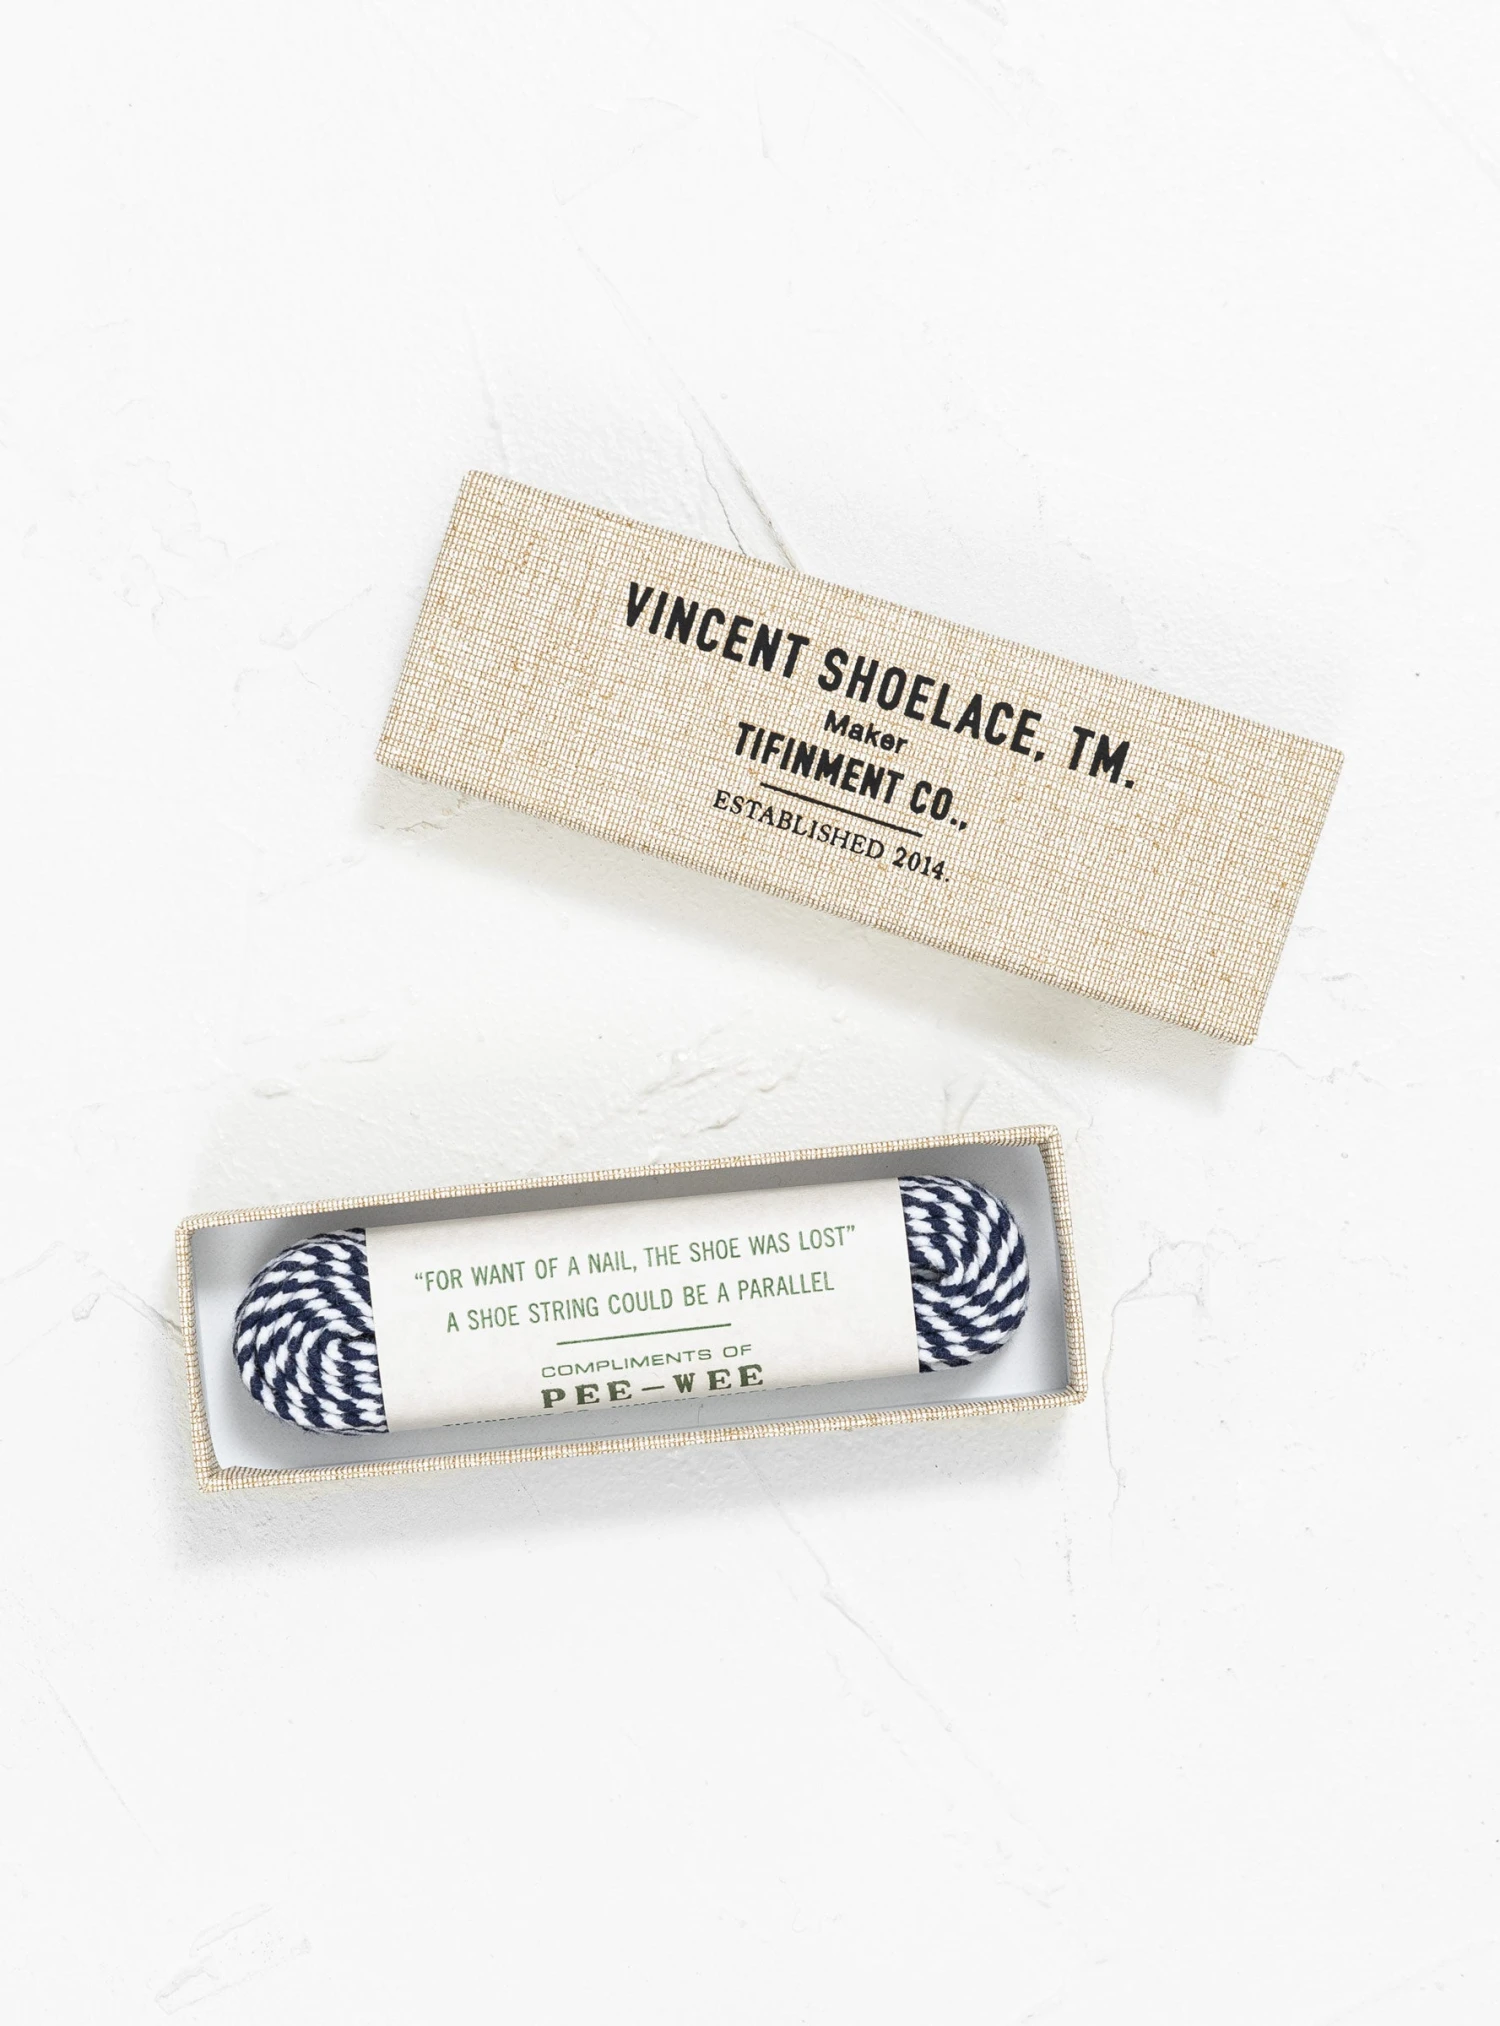 VINCENT SHOELACE, TM.
Maker
TIFINMENT CO.,
ESTABLISHED 2014.
“FOR WANT OF A NAIL, THE SHOE WAS LOST”
A SHOE STRING COULD BE A PARALLEL
COMPLIMENTS OF
PEE-WEE